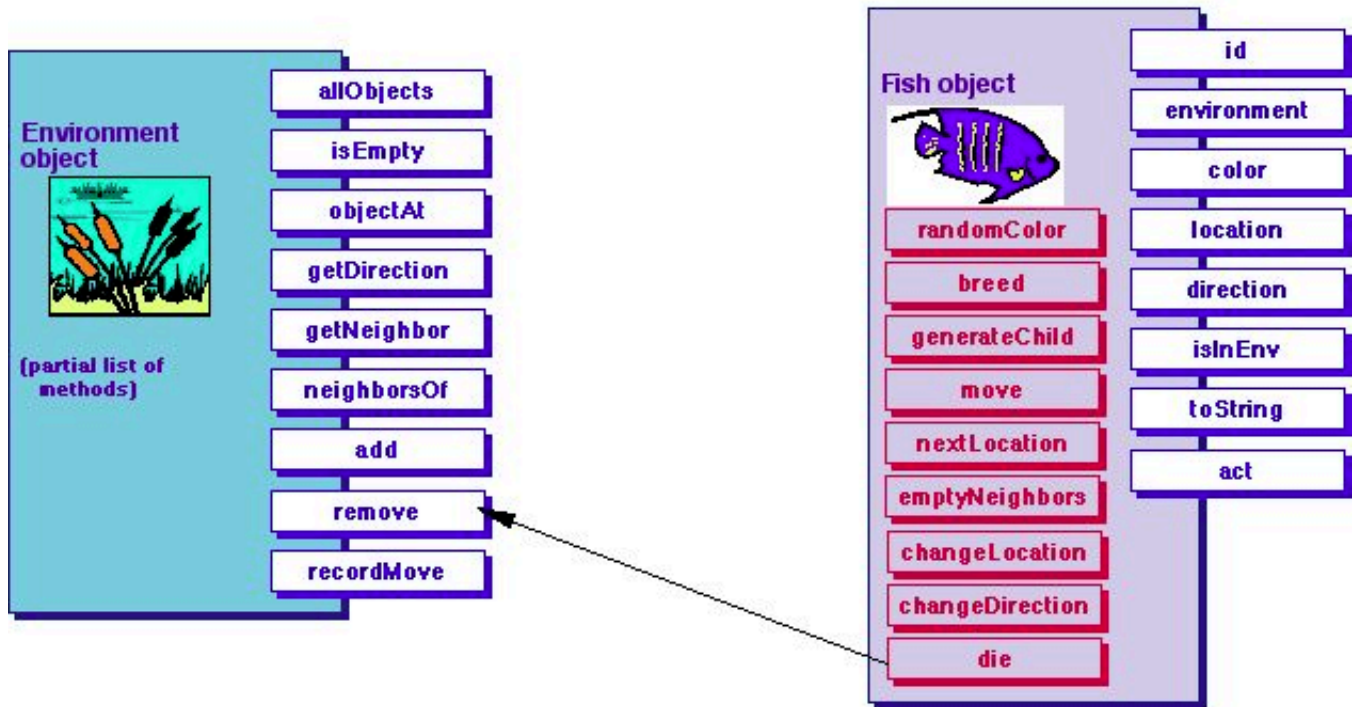 Environment
object
(partial list of
methods)
allObjects
isEmpty
objectAt
getDirection
getNeighbor
neighborsOf
add
remove
recordMove
Fish object
randomColor
breed
generateChild
move
nextLocation
emptyNeighbors
changeLocation
changeDirection
die
id
environment
color
location
direction
isInEnv
toString
act